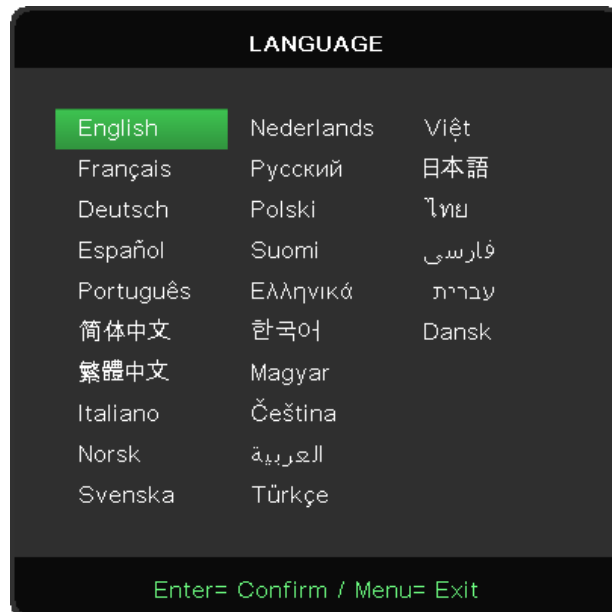 LANGUAGE
English
Français
Deutsch
Español
Português
简体中文
繁體中文
Italiano
Norsk
Svenska
Nederlands
Русский
Polski
Suomi
Ελληνικά
한국어
Magyar
Čeština
العربية
Türkçe
Việt
日本語
ไทย
فارسی
עברית
Dansk
Enter= Confirm / Menu= Exit